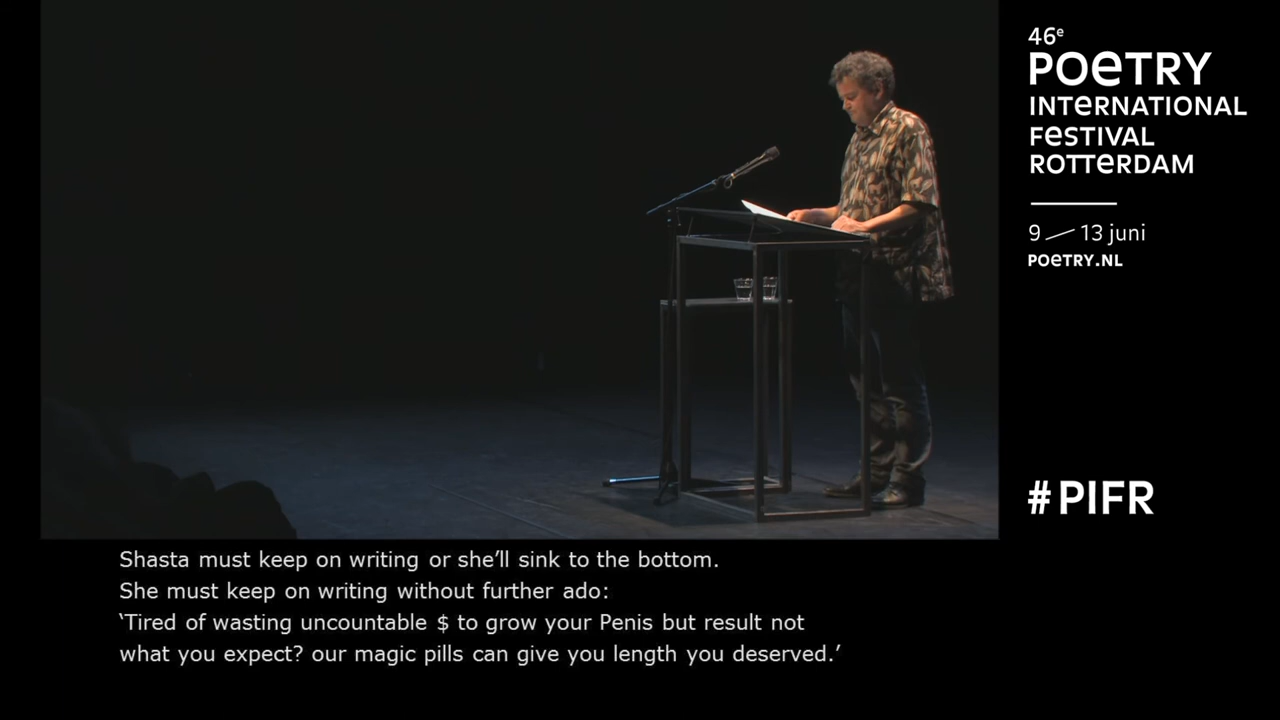 46e
POeTRY
INTeRNATIONAL
FeSTIVAL
ROTTeRDAM
9 — 13 juni
POeTRY.NL
#PIFR
Shasta must keep on writing or she’ll sink to the bottom.
She must keep on writing without further ado:
‘Tired of wasting uncountable $ to grow your Penis but result not
what you expect? our magic pills can give you length you deserved.’